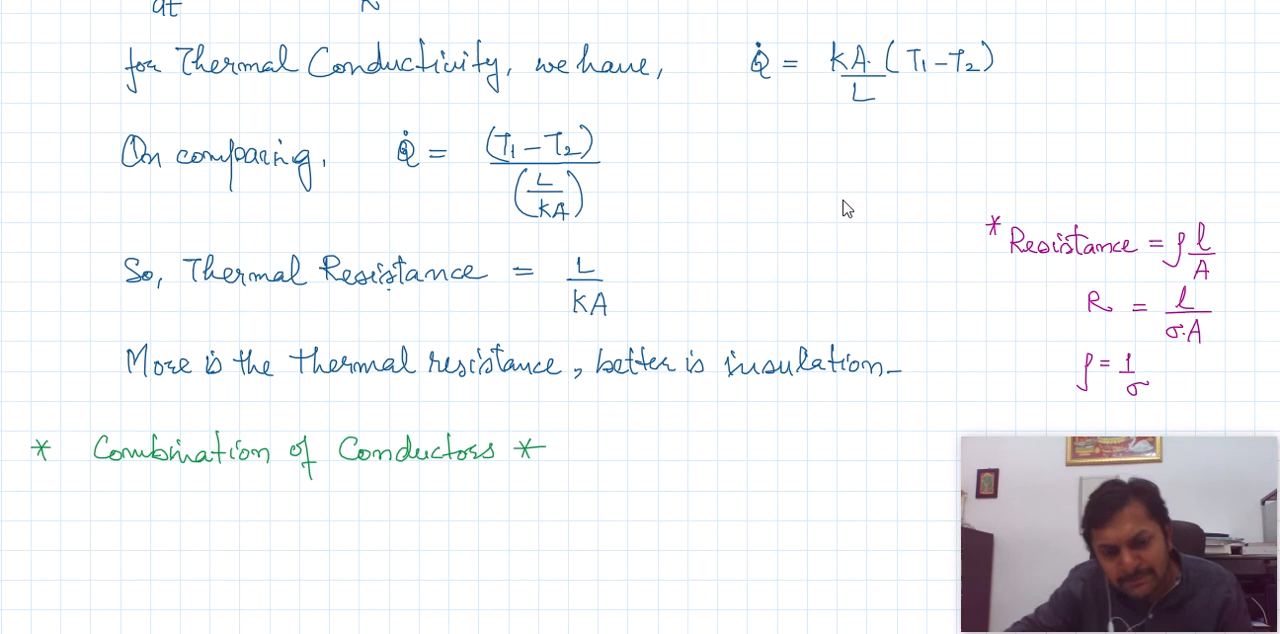 dt R
for Thermal Conductivity, we have, Q̇ = kA/L (T₁-T₂)
On comparing, Q̇ = (T₁-T₂)/(L/kA)
So, Thermal Resistance = L/kA
More is the thermal resistance, better is insulation-
* Combination of Conductors *
* Resistance = ρ l/A
R = l/σ.A
ρ = 1/σ